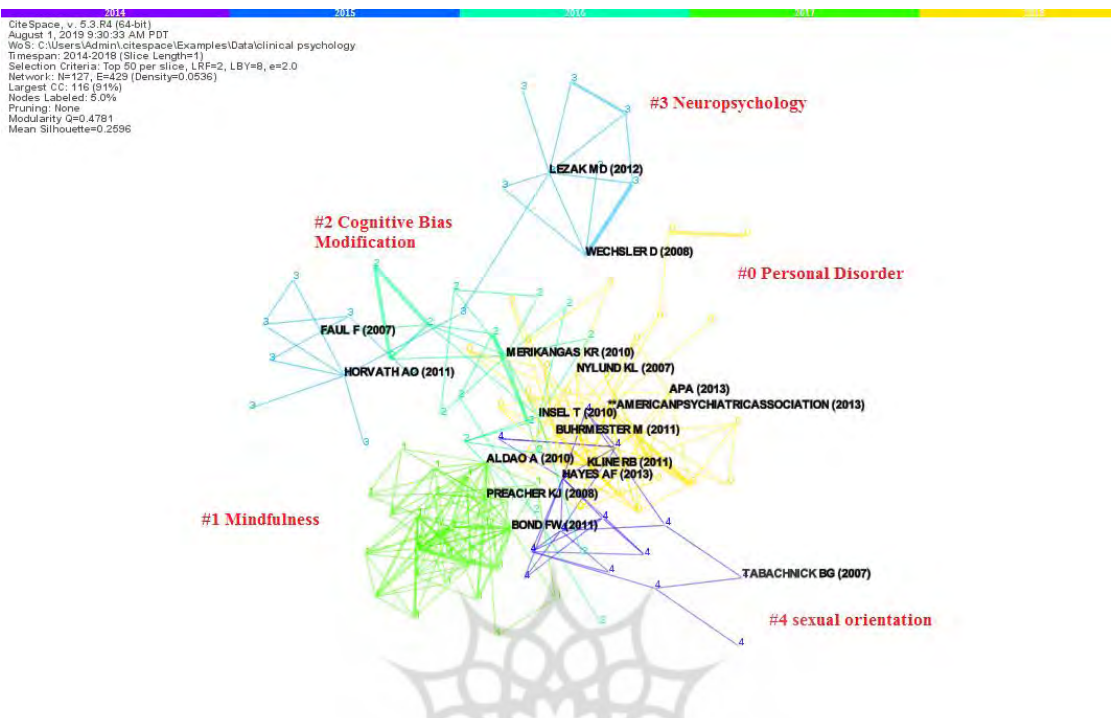 2014 2015 2016 2017 2018
CiteSpace, v. 5.3.R4 (64-bit)
August 1, 2019 9:30:33 AM PDT
WoS: C:\Users\Admin\.citespace\Examples\Data\clinical psychology
Timespan: 2014-2018 (Slice Length=1)
Selection Criteria: Top 50 per slice, LRF=2, LBY=8, e=2.0
Network: N=127, E=429 (Density=0.0536)
Largest CC: 116 (91%)
Nodes Labeled: 5.0%
Pruning: None
Modularity Q=0.4781
Mean Silhouette=0.2596
#3 Neuropsychology
LEZAK MD (2012)
#2 Cognitive Bias
Modification
WECHSLER D (2008)
#0 Personal Disorder
FAUL F (2007)
MERIKANGAS KR (2010)
HORVATH AO (2011)
NYLUND KL (2007)
APA (2013)
**AMERICANPSYCHIATRICASSOCIATION (2013)
INSEL T (2010)
BUHRMESTER M (2011)
ALDAO A (2010)
KLINE RB (2011)
HAYES AF (2013)
PREACHER KJ (2008)
#1 Mindfulness
BOND FW (2011)
TABACHNICK BG (2007)
#4 sexual orientation